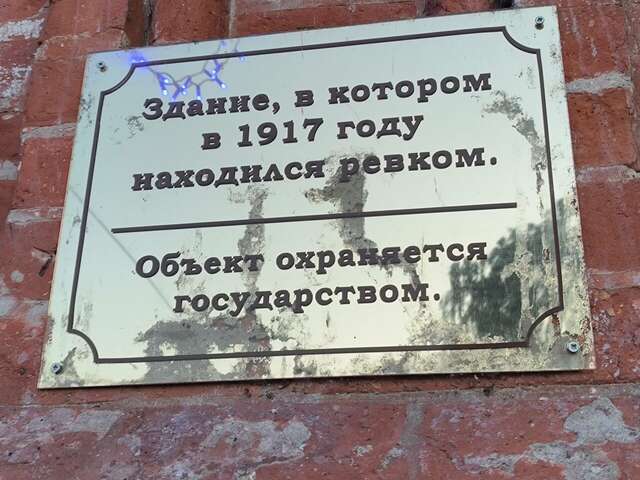 Здание, в котором
в 1917 году
находился ревком.
Объект охраняется
государством.